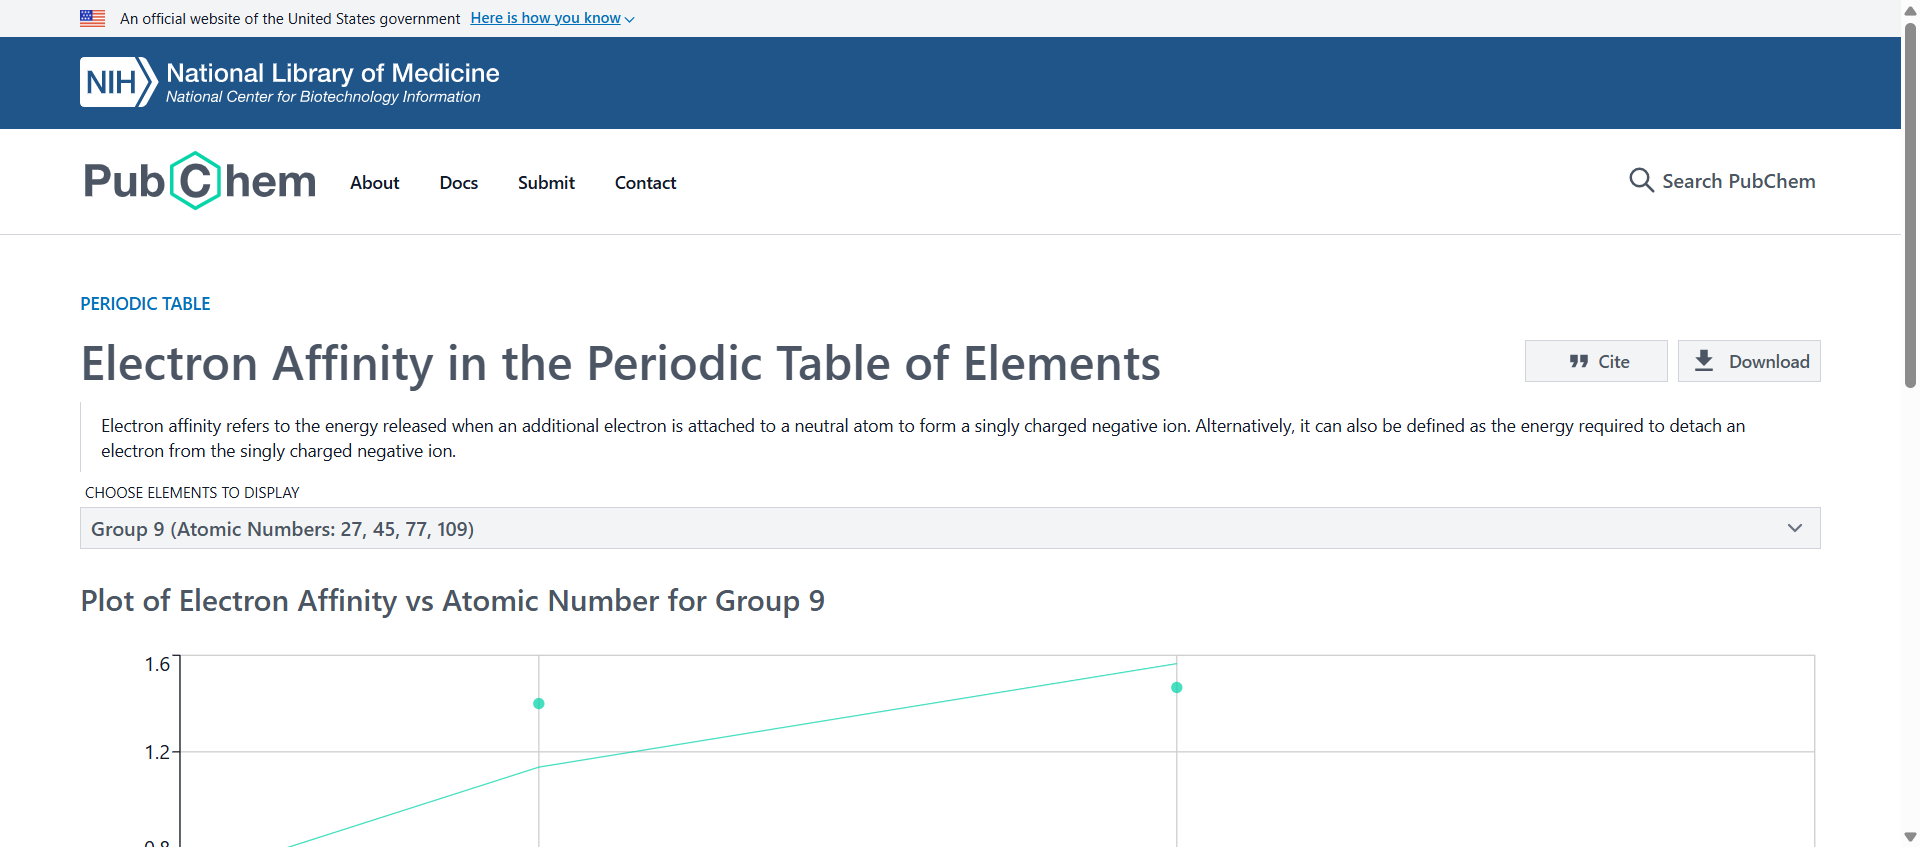 An official website of the United States government Here is how you know
NIH National Library of Medicine
National Center for Biotechnology Information
PubChem About Docs Submit Contact Search PubChem
PERIODIC TABLE
Electron Affinity in the Periodic Table of Elements Cite Download
Electron affinity refers to the energy released when an additional electron is attached to a neutral atom to form a singly charged negative ion. Alternatively, it can also be defined as the energy required to detach an
electron from the singly charged negative ion.
CHOOSE ELEMENTS TO DISPLAY
Group 9 (Atomic Numbers: 27, 45, 77, 109)
Plot of Electron Affinity vs Atomic Number for Group 9
1.6
1.2